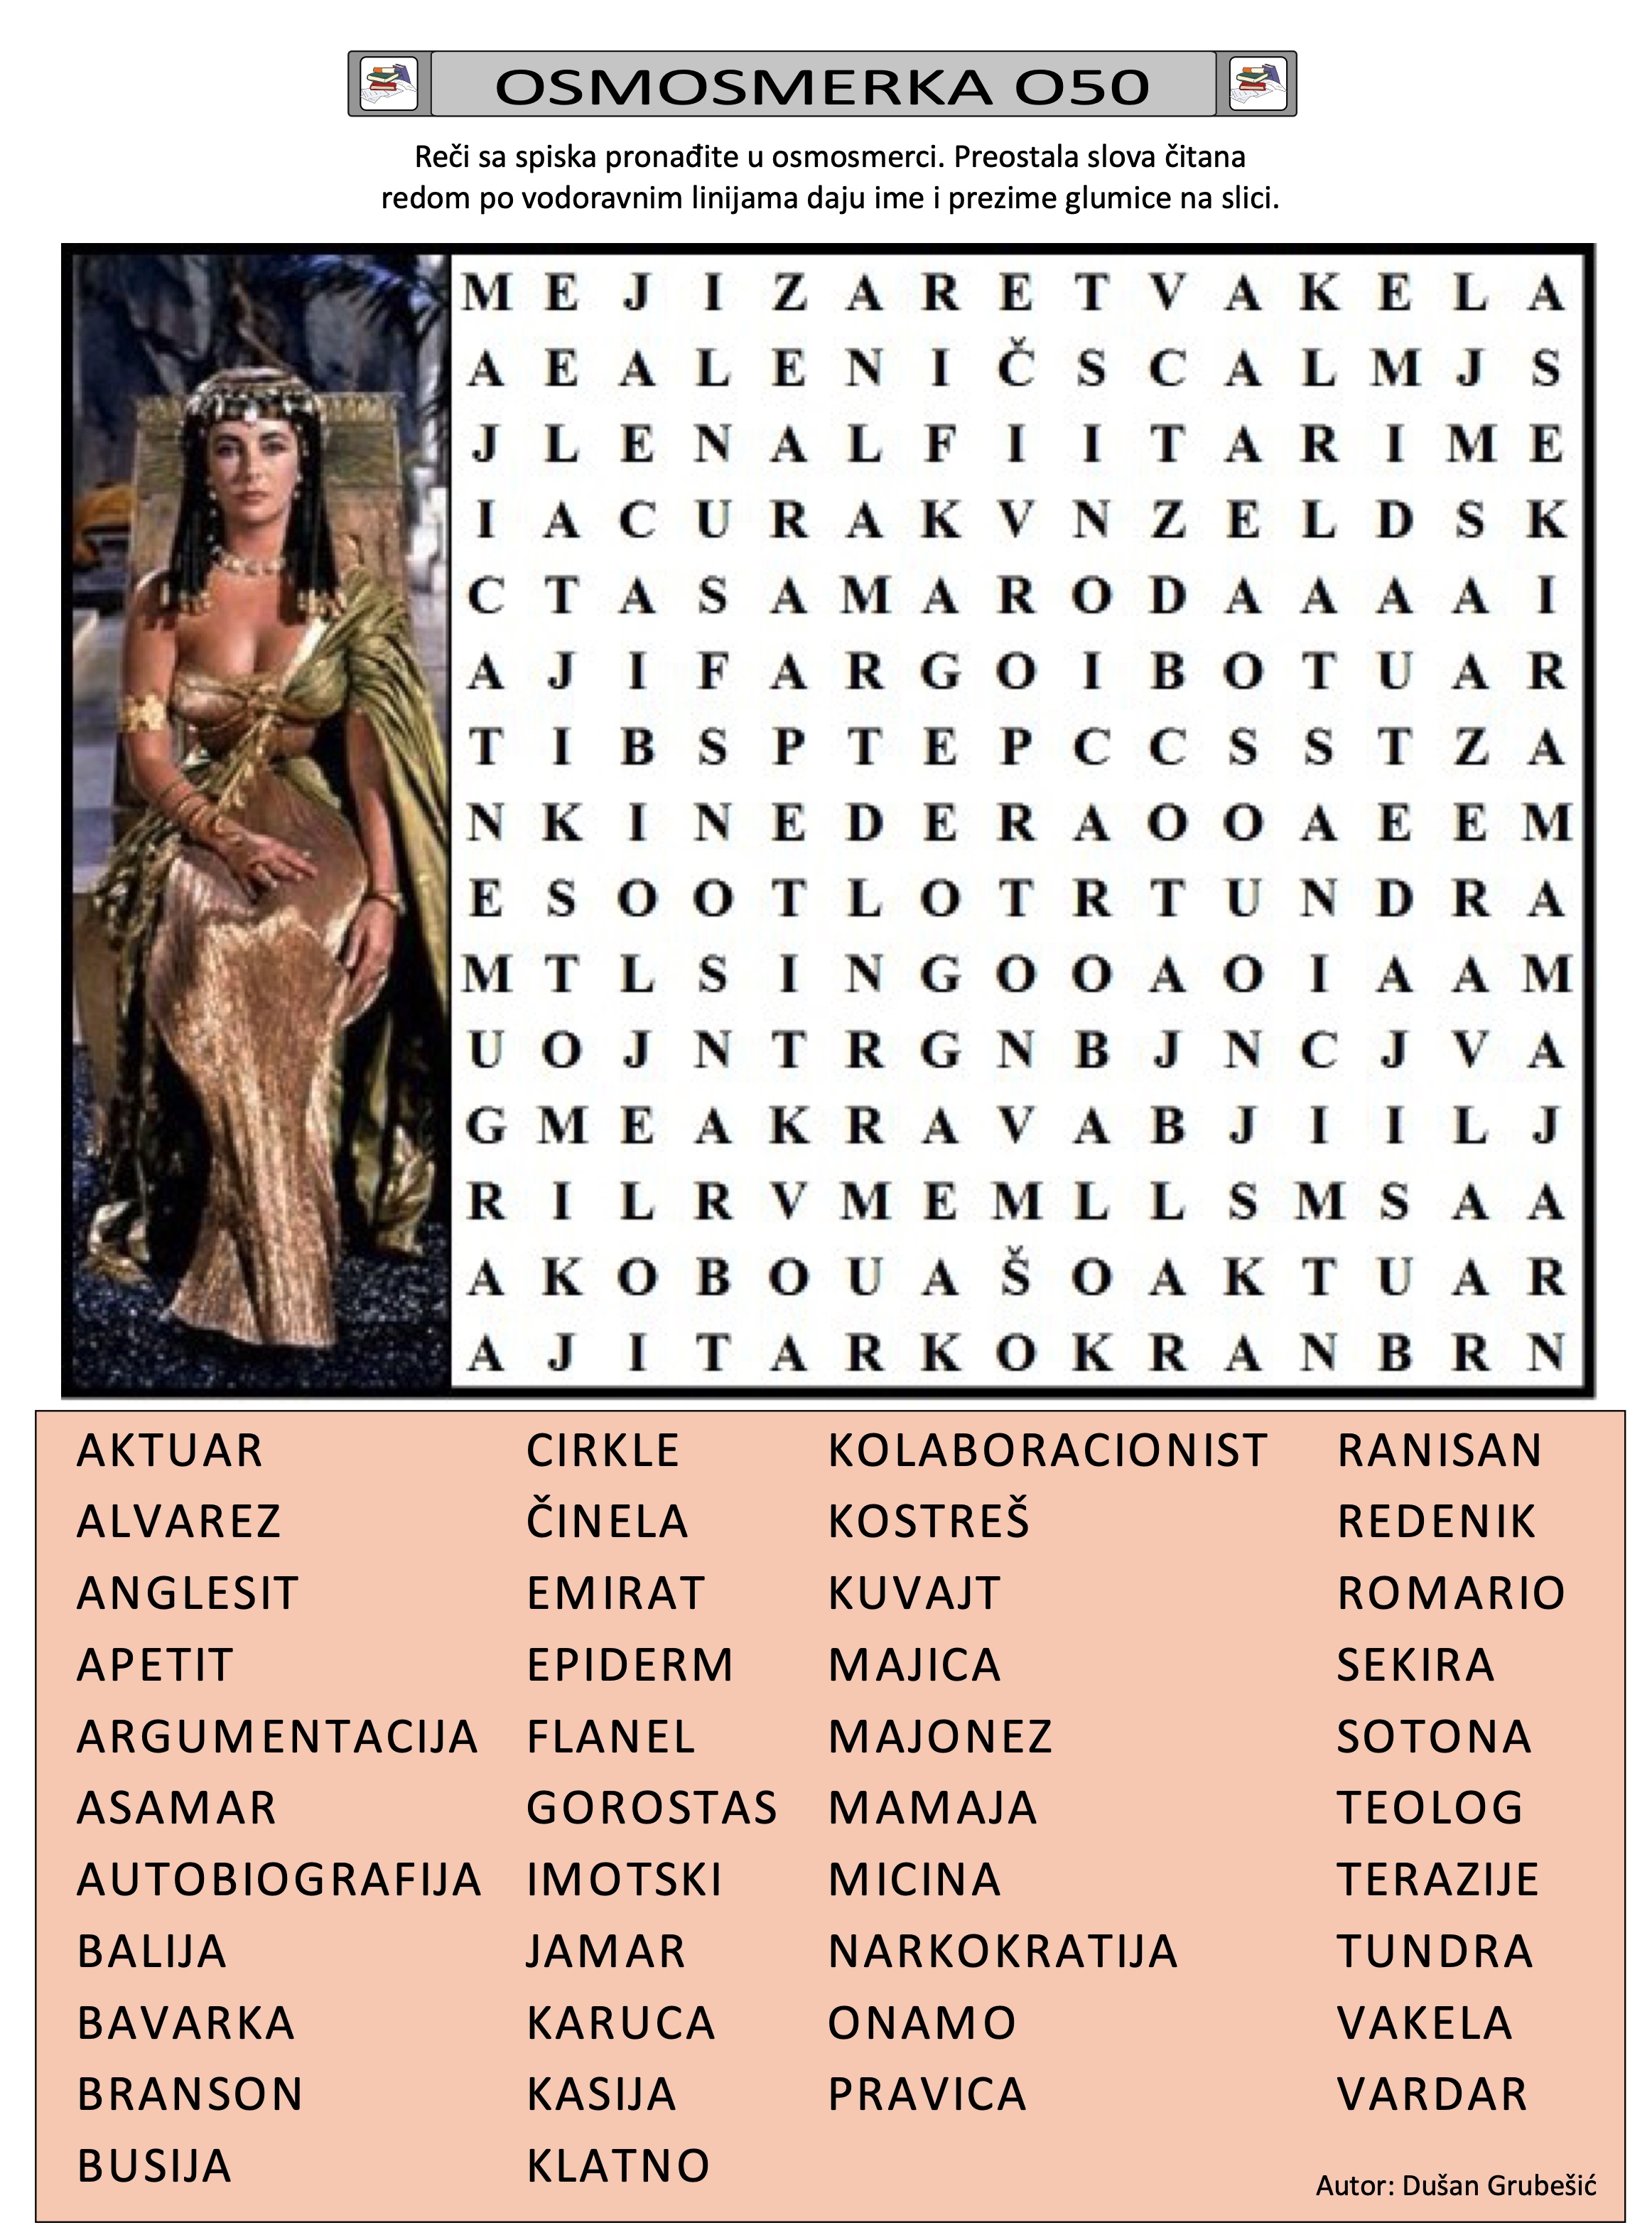 OSMOSMERKA O50
Reči sa spiska pronađite u osmosmerci. Preostala slova čitana
redom po vodoravnim linijama daju ime i prezime glumice na slici.
M E J I Z A R E T V A K E L A
A E A L E N I Č S C A L M J S
J L E N A L F I I T A R I M E
I A C U R A K V N Z E L D S K
C T A S A M A R O D A A A A I
A J I F A R G O I B O T U A R
T I B S P T E P C C S S T Z A
N K I N E D E R A O O A E E M
E S O O T L O T R T U N D R A
M T L S I N G O O A O I A A M
U O J N T R G N B J N C J V A
G M E A K R A V A B J I I L J
R I L R V M E M L L S M S A A
A K O B O U A Š O A K T U A R
A J I T A R K O K R A N B R N
AKTUAR
ALVAREZ
ANGLESIT
APETIT
ARGUMENTACIJA
ASAMAR
AUTOBIOGRAFIJA
BALIJA
BAVARKA
BRANSON
BUSIJA
CIRKLE
ČINELA
EMIRAT
EPIDERM
FLANEL
GOROSTAS
IMOTSKI
JAMAR
KARUCA
KASIJA
KLATNO
KOLABORACIONIST
KOSTREŠ
KUVAJT
MAJICA
MAJONEZ
MAMAJA
MICINA
NARKOKRATIJA
ONAMO
PRAVICA
RANISAN
REDENIK
ROMARIO
SEKIRA
SOTONA
TEOLOG
TERAZIJE
TUNDRA
VAKELA
VARDAR
Autor: Dušan Grubešić